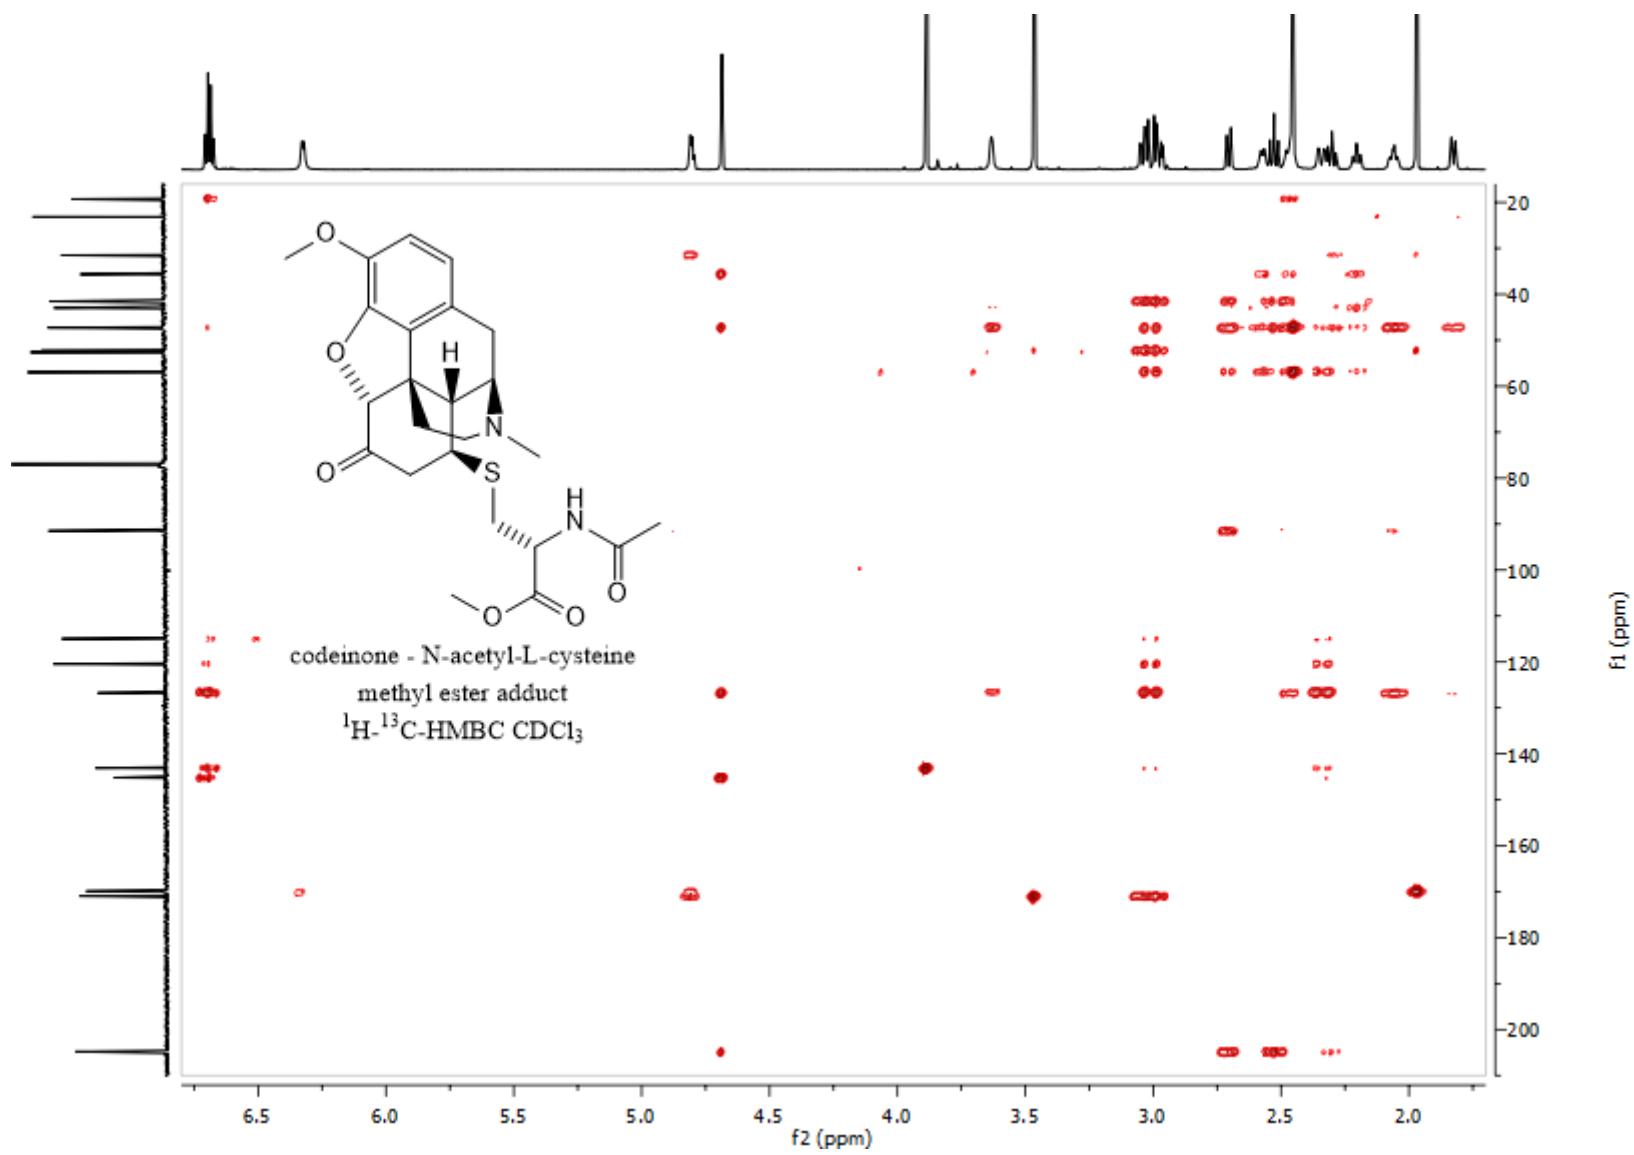 O
H
O
N
O
S
H
N
O
O
O
codeinone - N-acetyl-L-cysteine
methyl ester adduct
¹H-¹³C-HMBC CDCl₃
20
40
60
80
100
120
140
160
180
200
f1 (ppm)
6.5 6.0 5.5 5.0 4.5 4.0 3.5 3.0 2.5 2.0
f2 (ppm)